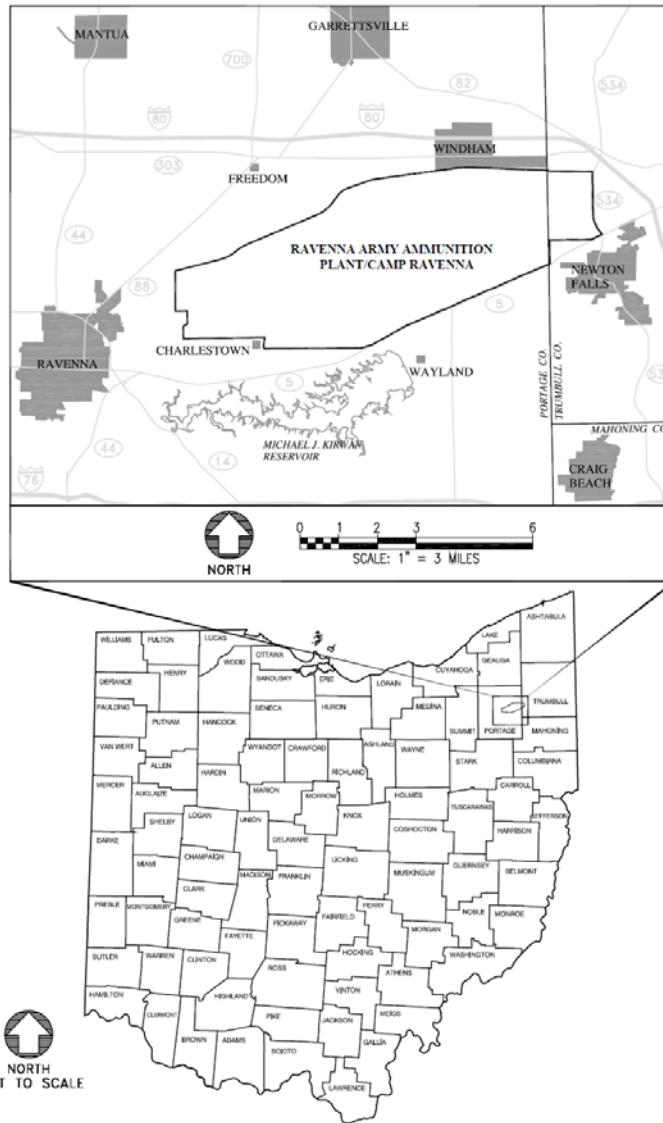 MANTUA
GARRETTSVILLE
700
82
534
80
80
WINDHAM
303
FREEDOM
534
44
RAVENNA ARMY AMMUNITION
PLANT/CAMP RAVENNA
88
NEWTON
FALLS
5
CHARLESTOWN
RAVENNA
WAYLAND
5
PORTAGE CO.
TRUMBULL CO.
53
MICHAEL J. KIRWAN
RESERVOIR
MAHONING CO
44
14
76
CRAIG
BEACH
NORTH
0 1 2 3 6
SCALE: 1" = 3 MILES
ASHTABULA
LAKE
WILLIAMS
FULTON
LUCAS
OTTAWA
GEAUGA
WOOD
CUYAHOGA
HENRY
SANDUSKY
ERIE
LORAIN
DEFIANCE
TRUMBULL
MEDINA
PAULDING
SENECA
HURON
PUTNAM
HANCOCK
SUMMIT
PORTAGE
MAHONING
VAN WERT
WYANDOT
CRAWFORD
ASHLAND
WAYNE
STARK
COLUMBIANA
ALLEN
HARDIN
RICHLAND
MERCER
AUGLAIZE
MARION
MORROW
HOLMES
CARROLL
TUSCARAWAS
JEFFERSON
LOGAN
UNION
KNOX
SHELBY
COSHOCTON
HARRISON
DARKE
DELAWARE
CHAMPAIGN
LICKING
GUERNSEY
MIAMI
MADISON
FRANKLIN
MUSKINGUM
BELMONT
CLARK
PREBLE
MONTGOMERY
PERRY
NOBLE
MONROE
GREENE
FAIRFIELD
PICKAWAY
MORGAN
FAYETTE
BUTLER
WARREN
CLINTON
HOCKING
WASHINGTON
ROSS
ATHENS
VINTON
HAMILTON
HIGHLAND
CLERMONT
PIKE
JACKSON
MEIGS
BROWN
ADAMS
SCIOTO
GALLIA
LAWRENCE
NORTH
T TO SCALE